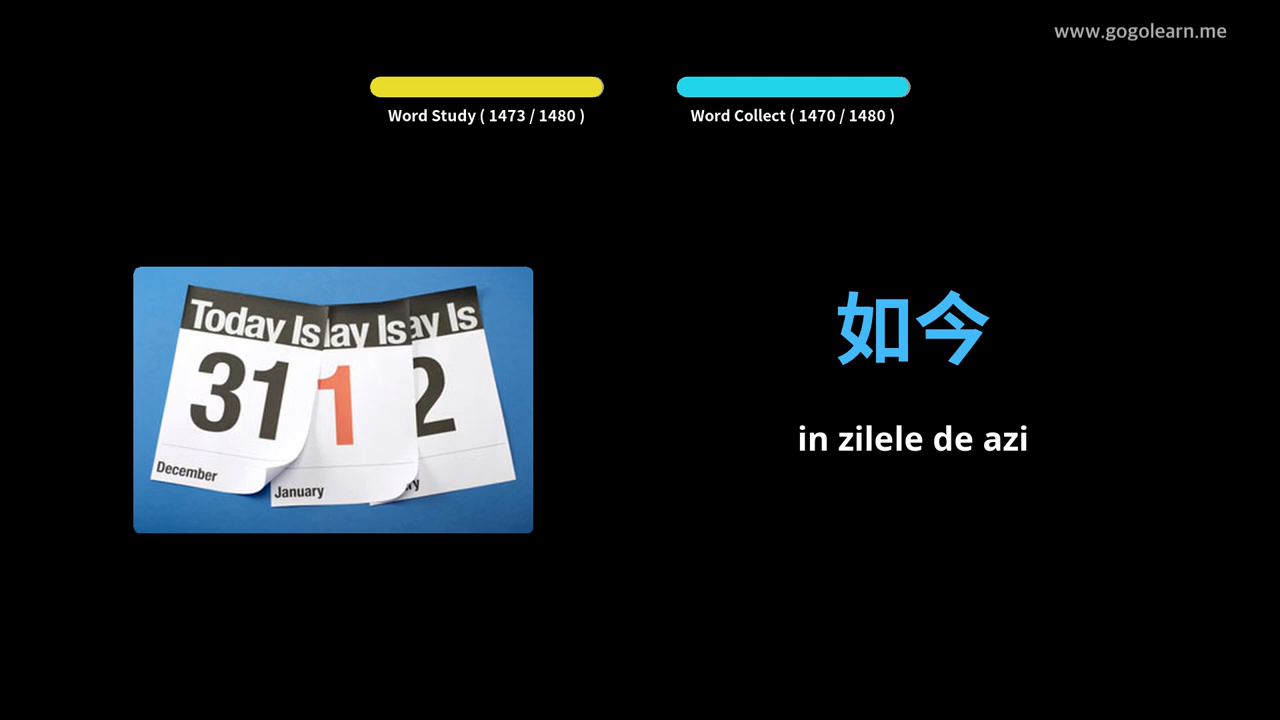 www.gogolearn.me
Word Study ( 1473 / 1480 )
Word Collect ( 1470 / 1480 )
Today Is
31
December
ay Is
1
January
ay Is
2
ry
如今
in zilele de azi